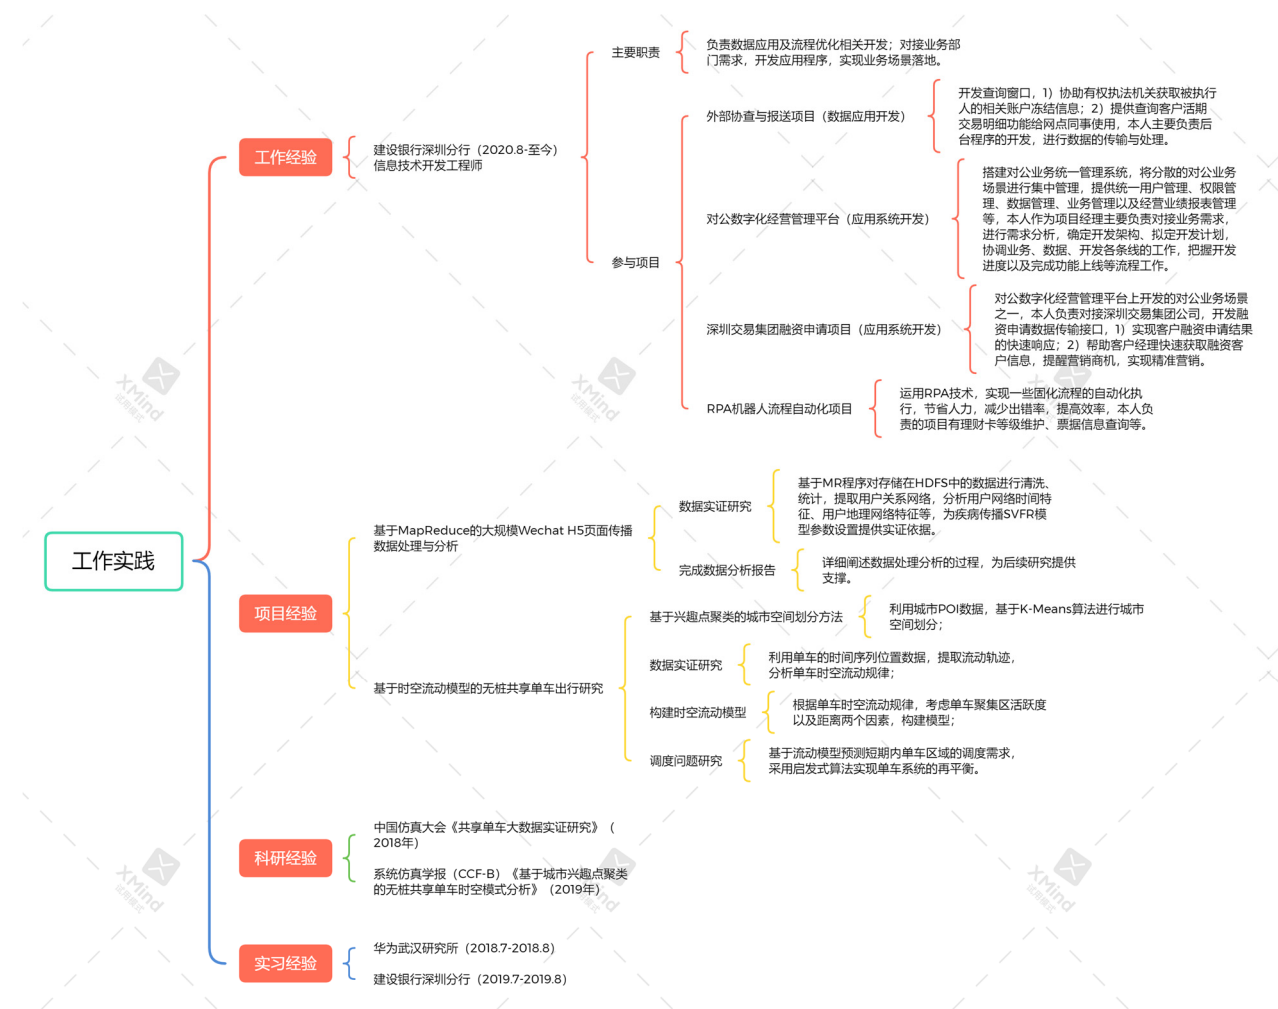 工作实践
工作经验
建设银行深圳分行（2020.8-至今）
信息技术开发工程师
主要职责
负责数据应用及流程优化相关开发；对接业务部
门需求，开发应用程序，实现业务场景落地。
参与项目
外部协查与报送项目（数据应用开发）
开发查询窗口，1）协助有权执法机关获取被执行
人的相关账户冻结信息；2）提供查询客户活期
交易明细功能给网点同事使用，本人主要负责后
台程序的开发，进行数据的传输与处理。
对公数字化经营管理平台（应用系统开发）
搭建对公业务统一管理系统，将分散的对公业务
场景进行集中管理，提供统一用户管理、权限管
理、数据管理、业务管理以及经营业绩报表管理
等，本人作为项目经理主要负责对接业务需求，
进行需求分析，确定开发架构、拟定开发计划，
协调业务、数据、开发各条线的工作，把握开发
进度以及完成功能上线等流程工作。
深圳交易集团融资申请项目（应用系统开发）
对公数字化经营管理平台上开发的对公业务场景
之一，本人负责对接深圳交易集团公司，开发融
资申请数据传输接口，1）实现客户融资申请结果
的快速响应；2）帮助客户经理快速获取融资客
户信息，提醒营销商机，实现精准营销。
RPA机器人流程自动化项目
运用RPA技术，实现一些固化流程的自动化执
行，节省人力，减少出错率，提高效率，本人负
责的项目有理财卡等级维护、票据信息查询等。
项目经验
基于MapReduce的大规模Wechat H5页面传播
数据处理与分析
数据实证研究
基于MR程序对存储在HDFS中的数据进行清洗、
统计，提取用户关系网络，分析用户网络时间特
征、用户地理网络特征等，为疾病传播SVFR模
型参数设置提供实证依据。
完成数据分析报告
详细阐述数据处理分析的过程，为后续研究提供
支撑。
基于时空流动模型的无桩共享单车出行研究
基于兴趣点聚类的城市空间划分方法
利用城市POI数据，基于K-Means算法进行城市
空间划分；
数据实证研究
利用单车的时间序列位置数据，提取流动轨迹，
分析单车时空流动规律；
构建时空流动模型
根据单车时空流动规律，考虑单车聚集区活跃度
以及距离两个因素，构建模型；
调度问题研究
基于流动模型预测短期内单车区域的调度需求，
采用启发式算法实现单车系统的再平衡。
科研经验
中国仿真大会《共享单车大数据实证研究》（
2018年）
系统仿真学报（CCF-B）《基于城市兴趣点聚类
的无桩共享单车时空模式分析》（2019年）
实习经验
华为武汉研究所（2018.7-2018.8）
建设银行深圳分行（2019.7-2019.8）
XMind
试用模式
XMind
试用模式
XMind
试用模式
XMind
试用模式
XMind
试用模式